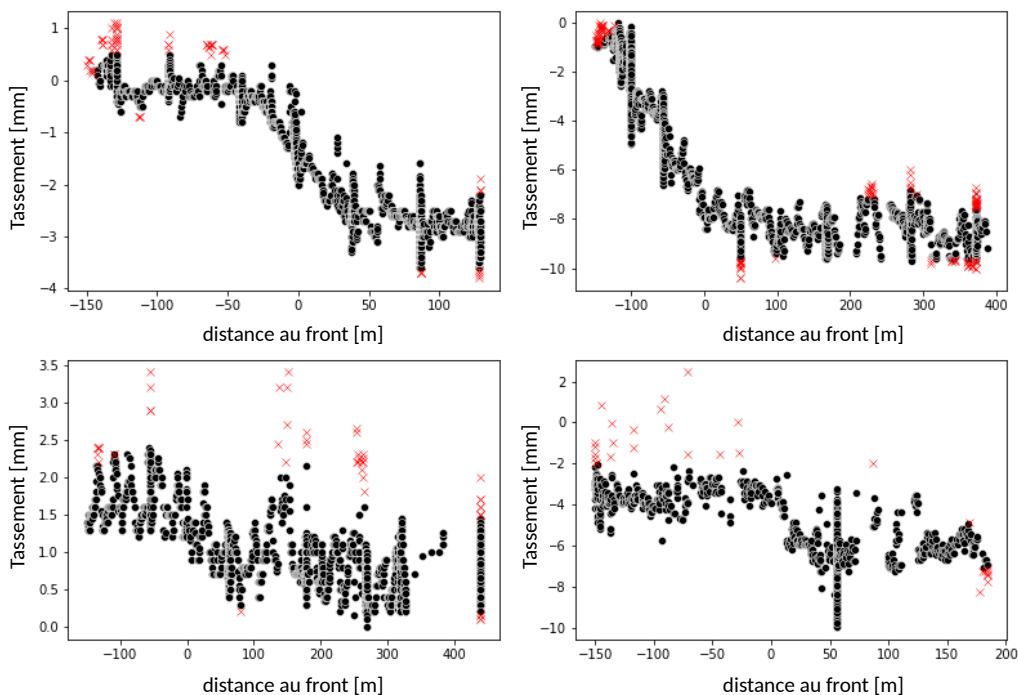 1
0
−1
−2
−3
−4
Tassement [mm]
−150 −100 −50 0 50 100
distance au front [m]
0
−2
−4
−6
−8
−10
Tassement [mm]
−100 0 100 200 300 400
distance au front [m]
3.5
3.0
2.5
2.0
1.5
1.0
0.5
0.0
Tassement [mm]
−100 0 100 200 300 400
distance au front [m]
2
0
−2
−4
−6
−8
−10
Tassement [mm]
−150 −100 −50 0 50 100 150 200
distance au front [m]